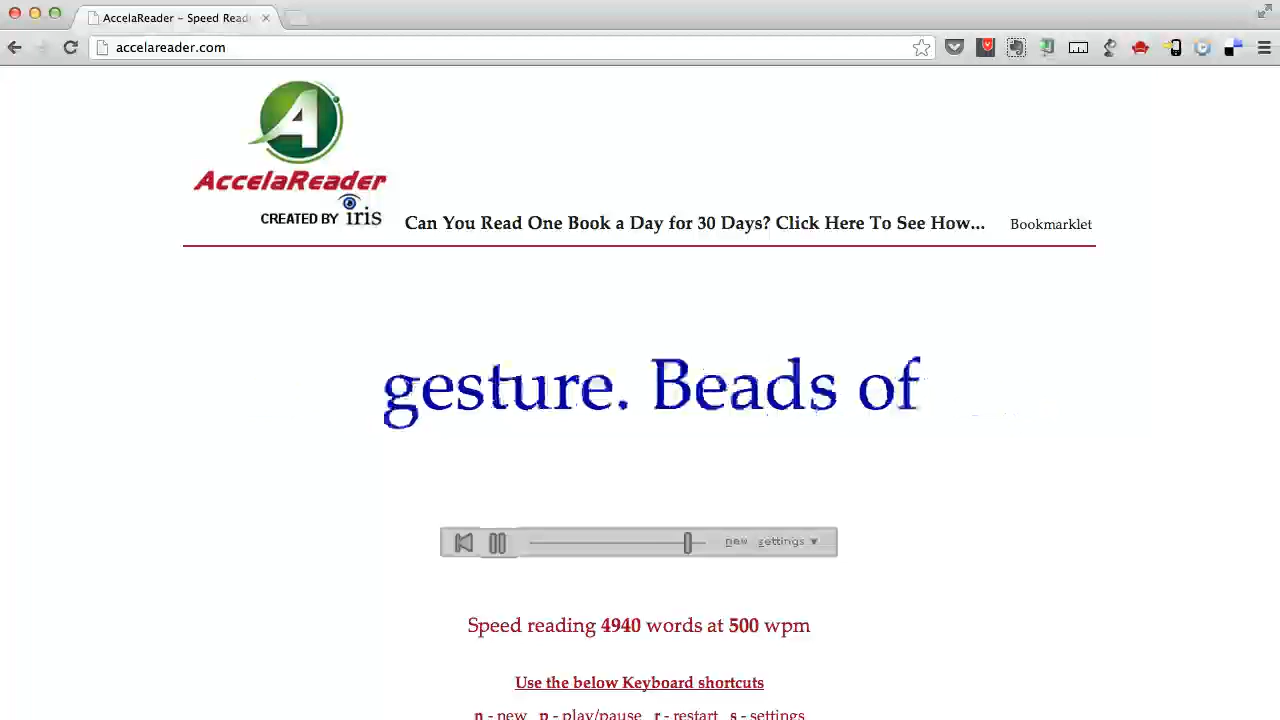 AccelaReader – Speed Read
accelareader.com
A
AccelaReader
CREATED BY iris
Can You Read One Book a Day for 30 Days? Click Here To See How...
Bookmarklet
gesture. Beads of
new settings ▼
Speed reading 4940 words at 500 wpm
Use the below Keyboard shortcuts
n - new p - play/pause r - restart s - settings